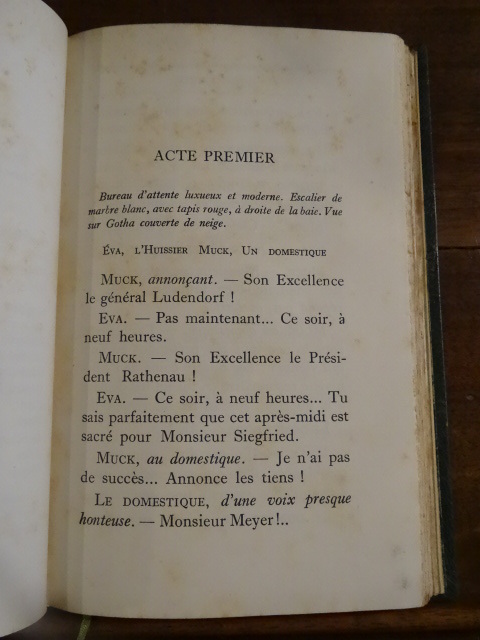 ACTE PREMIER
Bureau d'attente luxueux et moderne. Escalier de
marbre blanc, avec tapis rouge, à droite de la baie. Vue
sur Gotha couverte de neige.
Éva, l'Huissier Muck, Un domestique
Muck, annonçant. — Son Excellence
le général Ludendorf !
Eva. — Pas maintenant... Ce soir, à
neuf heures.
Muck. — Son Excellence le Prési-
dent Rathenau !
Eva. — Ce soir, à neuf heures... Tu
sais parfaitement que cet après-midi est
sacré pour Monsieur Siegfried.
Muck, au domestique. — Je n'ai pas
de succès... Annonce les tiens !
Le domestique, d'une voix presque
honteuse. — Monsieur Meyer!..